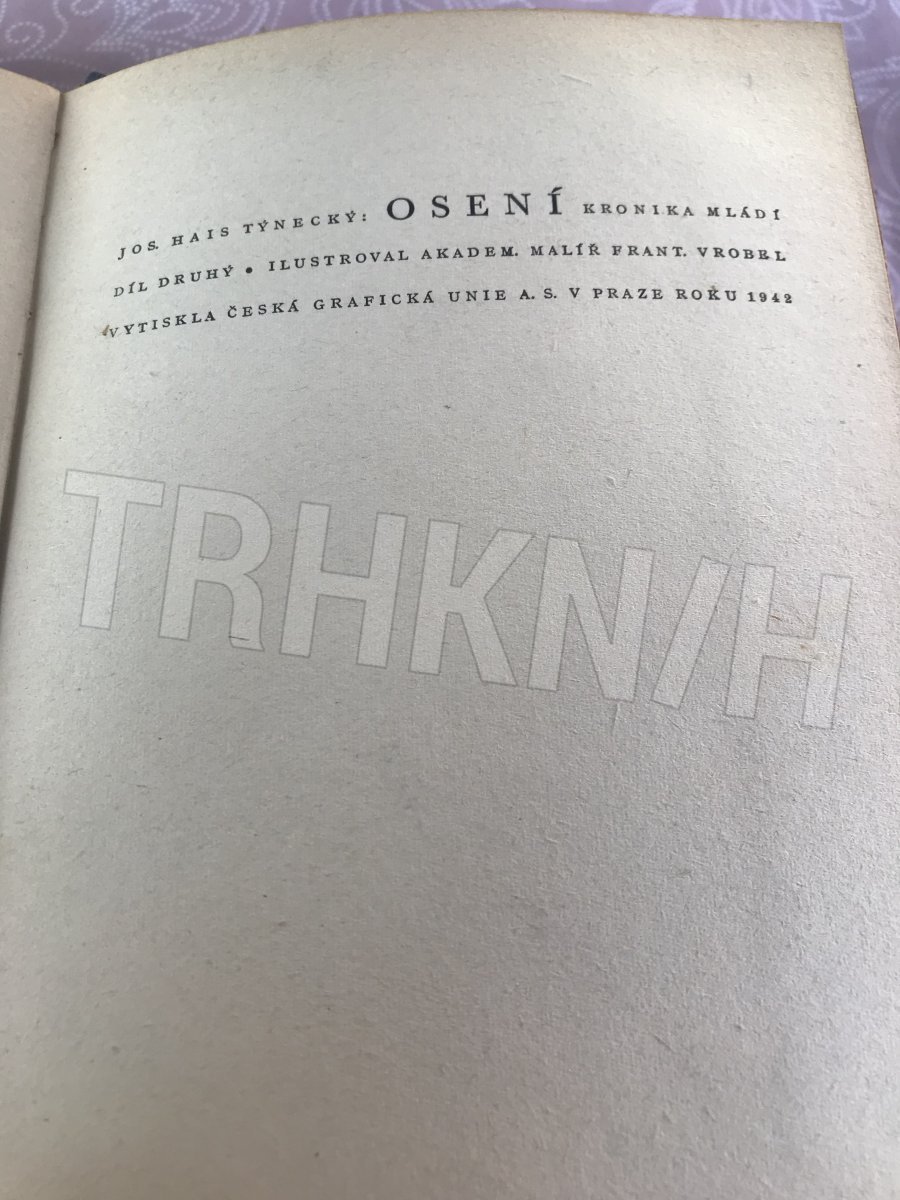 JOS. HAIS TÝNECKÝ: OSENÍ KRONIKA MLÁDÍ
DÍL DRUHÝ • ILUSTROVAL AKADEM. MALÍŘ FRANT. VROBEL
VYTISKLA ČESKÁ GRAFICKÁ UNIE A. S. V PRAZE ROKU 1942
TRHKN/H